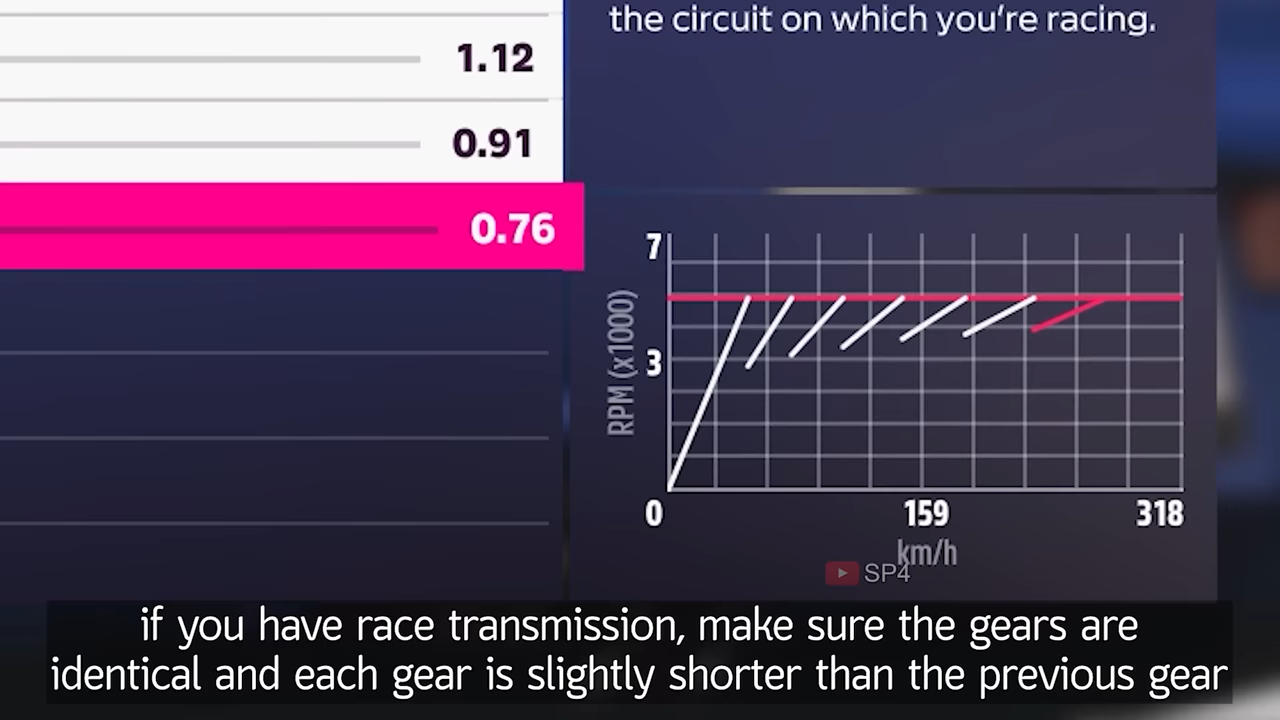 the circuit on which you're racing.
1.12
0.91
0.76
7
3
RPM (x1000)
0
159
318
km/h
SP4
if you have race transmission, make sure the gears are
identical and each gear is slightly shorter than the previous gear